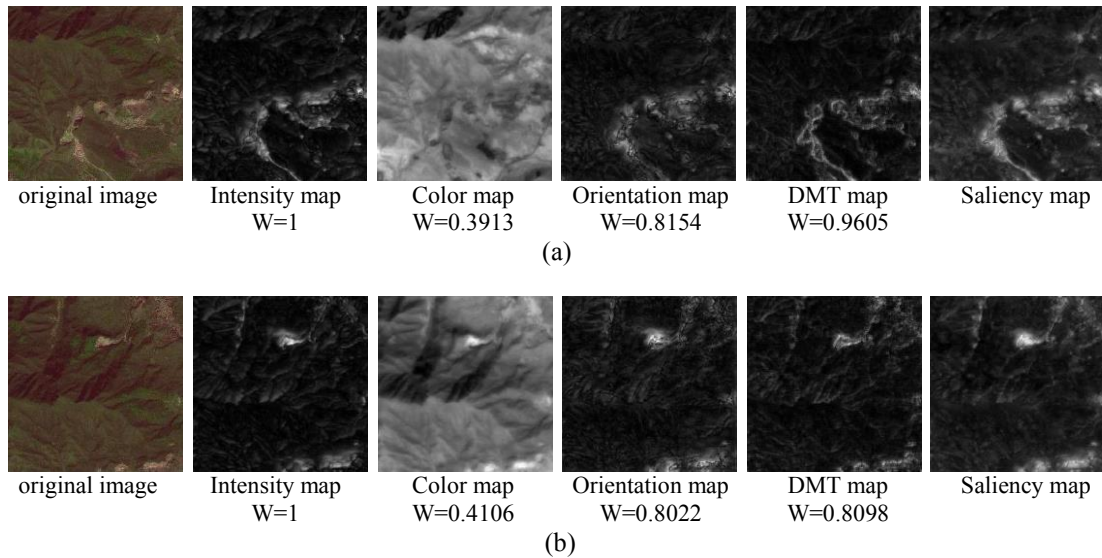 original image Intensity map Color map Orientation map DMT map Saliency map
W=1 W=0.3913 W=0.8154 W=0.9605
(a)
original image Intensity map Color map Orientation map DMT map Saliency map
W=1 W=0.4106 W=0.8022 W=0.8098
(b)